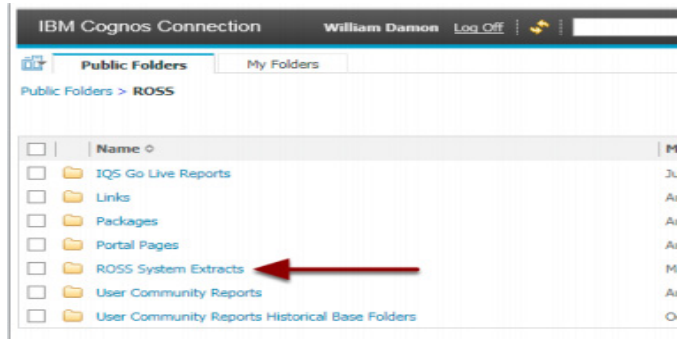 IBM Cognos Connection William Damon Log Off
Public Folders My Folders
Public Folders > ROSS
Name
IQS Go Live Reports
Links
Packages
Portal Pages
ROSS System Extracts
User Community Reports
User Community Reports Historical Base Folders